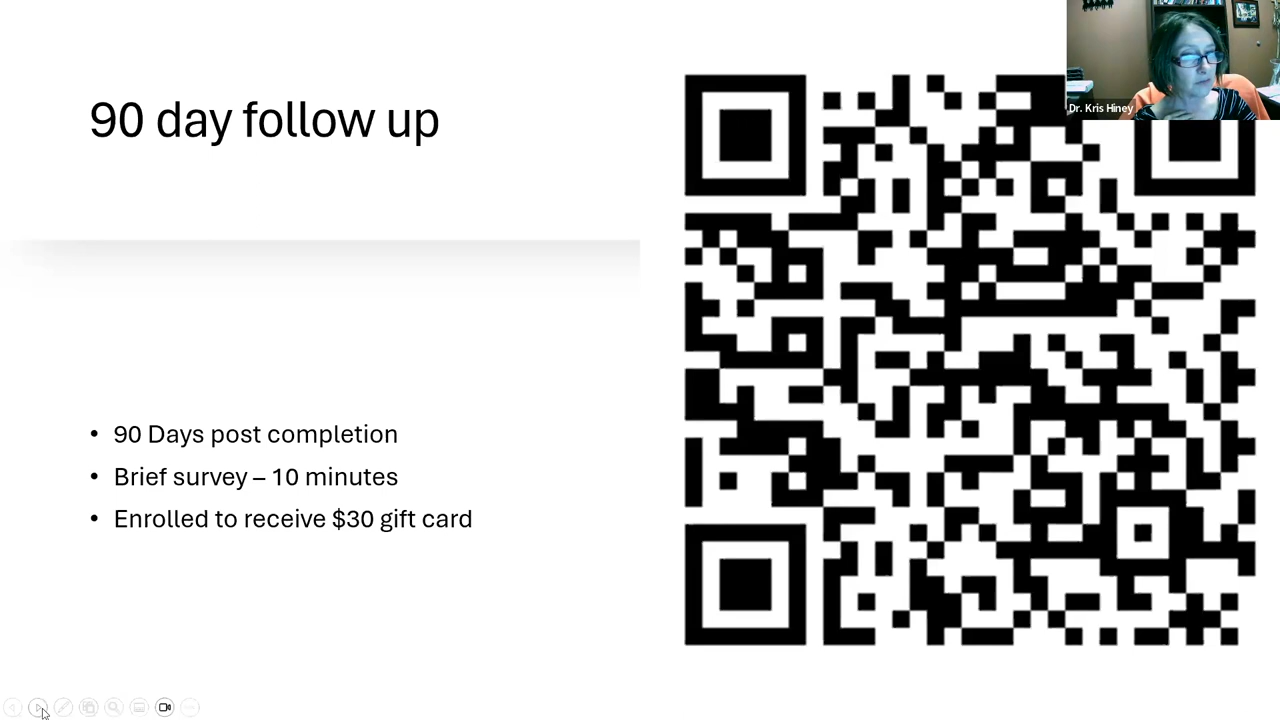 90 day follow up
Dr. Kris Hiney
• 90 Days post completion
• Brief survey – 10 minutes
• Enrolled to receive $30 gift card